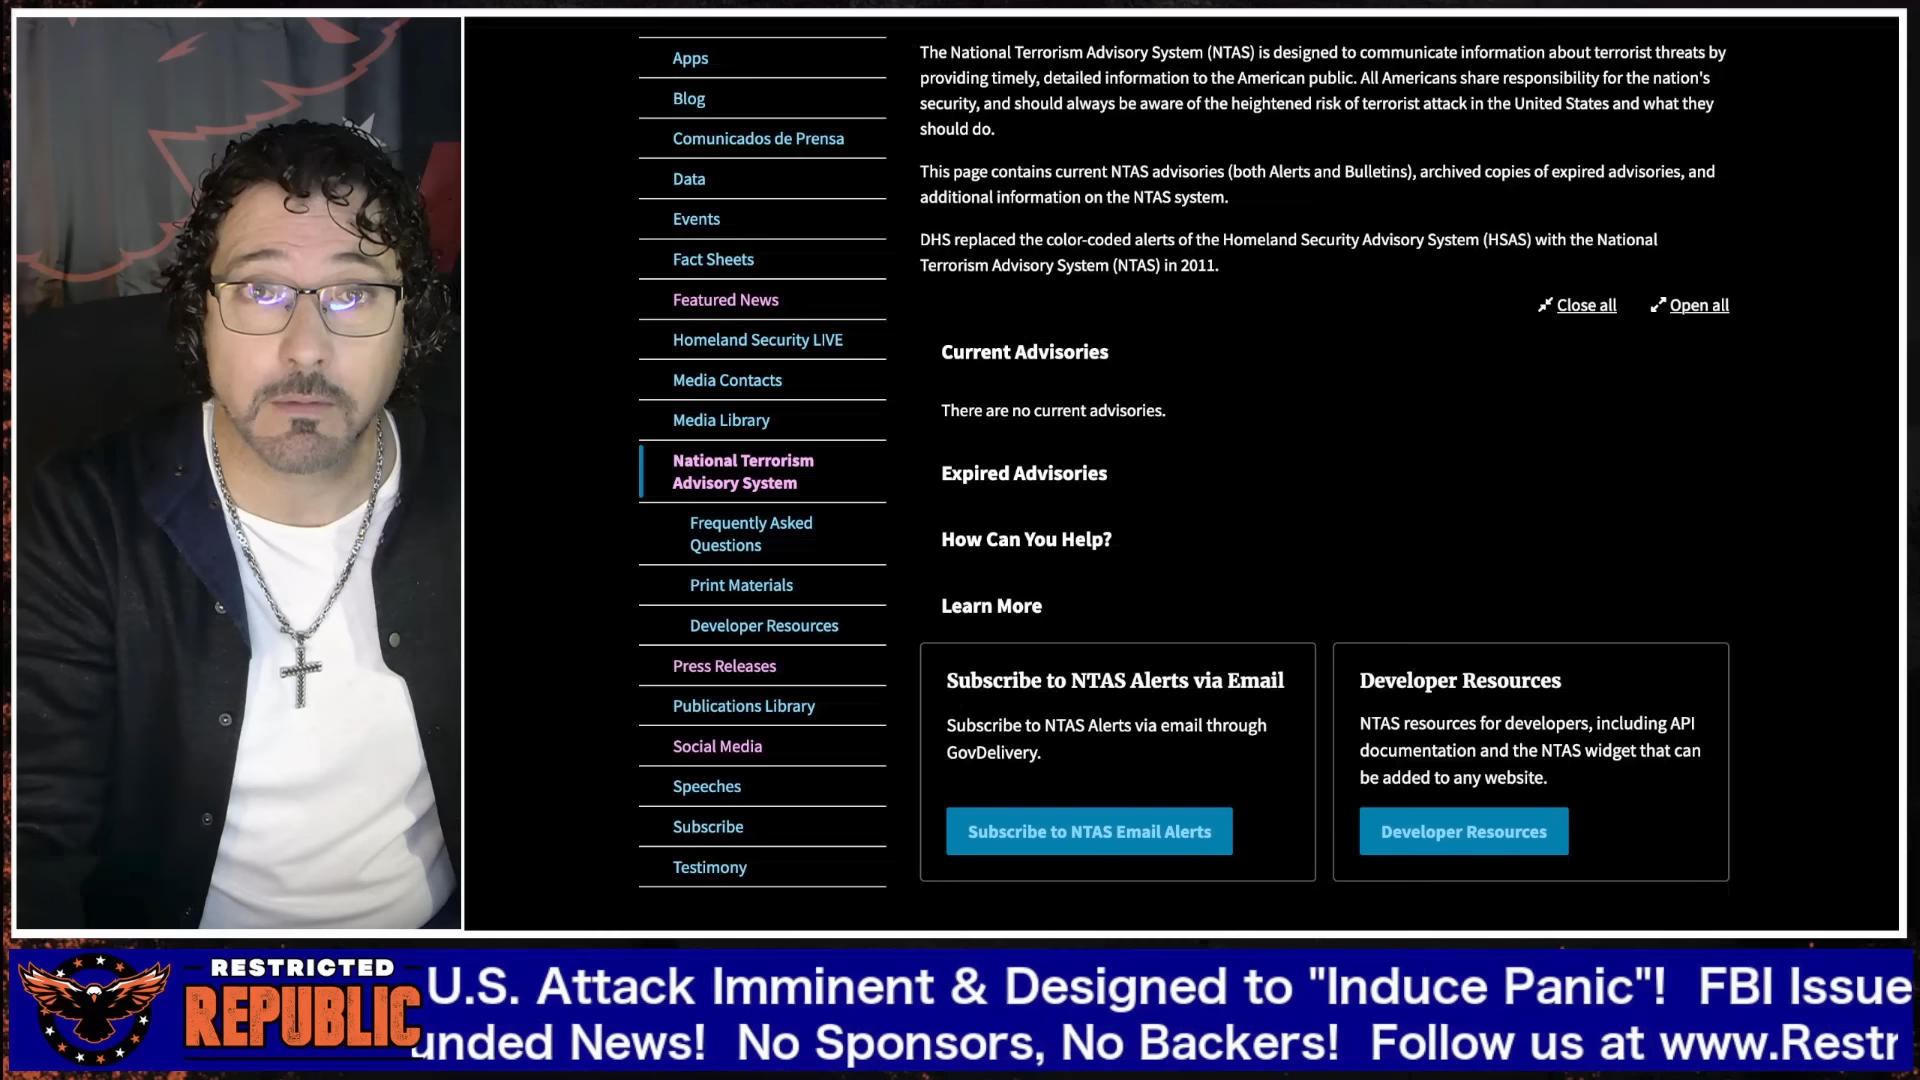 Apps
Blog
Comunicados de Prensa
Data
Events
Fact Sheets
Featured News
Homeland Security LIVE
Media Contacts
Media Library
National Terrorism
Advisory System
Frequently Asked
Questions
Print Materials
Developer Resources
Press Releases
Publications Library
Social Media
Speeches
Subscribe
Testimony
The National Terrorism Advisory System (NTAS) is designed to communicate information about terrorist threats by
providing timely, detailed information to the American public. All Americans share responsibility for the nation's
security, and should always be aware of the heightened risk of terrorist attack in the United States and what they
should do.
This page contains current NTAS advisories (both Alerts and Bulletins), archived copies of expired advisories, and
additional information on the NTAS system.
DHS replaced the color-coded alerts of the Homeland Security Advisory System (HSAS) with the National
Terrorism Advisory System (NTAS) in 2011.
Close all Open all
Current Advisories
There are no current advisories.
Expired Advisories
How Can You Help?
Learn More
Subscribe to NTAS Alerts via Email
Subscribe to NTAS Alerts via email through
GovDelivery.
Subscribe to NTAS Email Alerts
Developer Resources
NTAS resources for developers, including API
documentation and the NTAS widget that can
be added to any website.
Developer Resources
RESTRICTED
REPUBLIC
U.S. Attack Imminent & Designed to "Induce Panic"! FBI Issue
unded News! No Sponsors, No Backers! Follow us at www.Restr